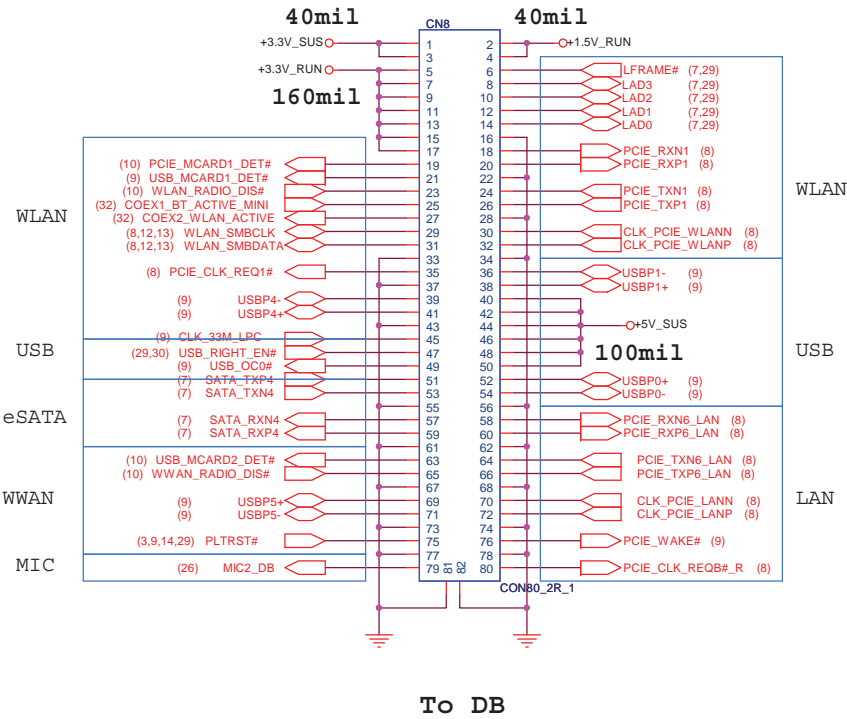 40mil 40mil
CN8
+3.3V_SUS 1 2 +1.5V_RUN
3 4
+3.3V_RUN 5 6 LFRAME# (7,29)
7 8 LAD3 (7,29)
160mil 9 10 LAD2 (7,29)
11 12 LAD1 (7,29)
13 14 LAD0 (7,29)
15 16
17 18 PCIE_RXN1 (8)
(10) PCIE_MCARD1_DET# 19 20 PCIE_RXP1 (8)
(9) USB_MCARD1_DET# 21 22
(10) WLAN_RADIO_DIS# 23 24 PCIE_TXN1 (8) WLAN
(32) COEX1_BT_ACTIVE_MINI 25 26 PCIE_TXP1 (8)
WLAN (32) COEX2_WLAN_ACTIVE 27 28
(8,12,13) WLAN_SMBCLK 29 30 CLK_PCIE_WLANN (8)
(8,12,13) WLAN_SMBDATA 31 32 CLK_PCIE_WLANP (8)
33 34
(8) PCIE_CLK_REQ1# 35 36 USBP1- (9)
37 38 USBP1+ (9)
(9) USBP4- 39 40
(9) USBP4+ 41 42
43 44 +5V_SUS
(9) CLK_33M_LPC 45 46
USB (29,30) USB_RIGHT_EN# 47 48 100mil USB
(9) USB_OC0# 49 50
(7) SATA_TXP4 51 52 USBP0+ (9)
(7) SATA_TXN4 53 54 USBP0- (9)
55 56
eSATA (7) SATA_RXN4 57 58 PCIE_RXN6_LAN (8)
(7) SATA_RXP4 59 60 PCIE_RXP6_LAN (8)
61 62
(10) USB_MCARD2_DET# 63 64 PCIE_TXN6_LAN (8)
(10) WWAN_RADIO_DIS# 65 66 PCIE_TXP6_LAN (8)
67 68
WWAN (9) USBP5+ 69 70 CLK_PCIE_LANN (8) LAN
(9) USBP5- 71 72 CLK_PCIE_LANP (8)
73 74
(3,9,14,29) PLTRST# 75 76 PCIE_WAKE# (9)
77 78
MIC (26) MIC2_DB 79 81 82 80 PCIE_CLK_REQB#_R (8)
CON80_2R_1
To DB